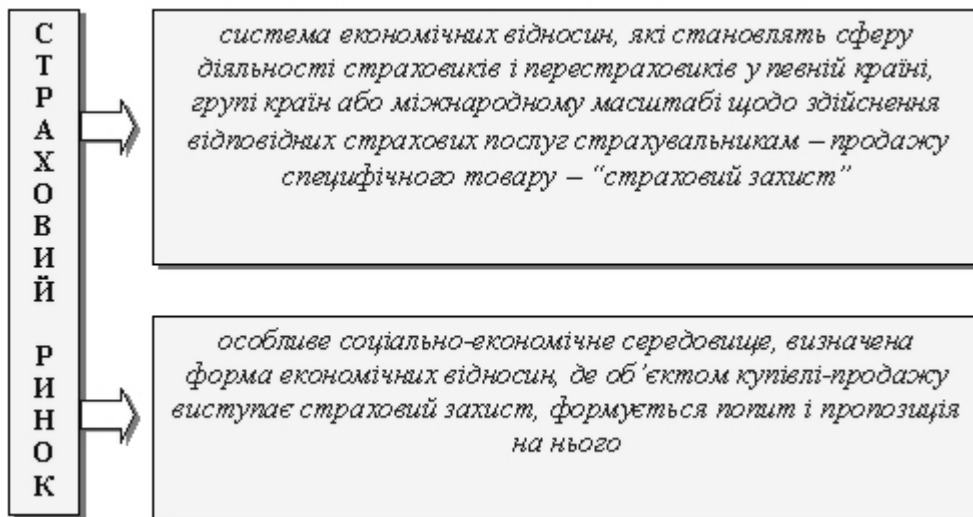 СТРАХОВИЙ РИНОК
система економічних відносин, які становлять сферу
діяльності страховиків і перестраховиків у певній країні,
групі країн або міжнародному масштабі щодо здійснення
відповідних страхових послуг страхувальникам – продажу
специфічного товару – “страховий захист”
особливе соціально-економічне середовище, визначена
форма економічних відносин, де об’єктом купівлі-продажу
виступає страховий захист, формується попит і пропозиція
на нього